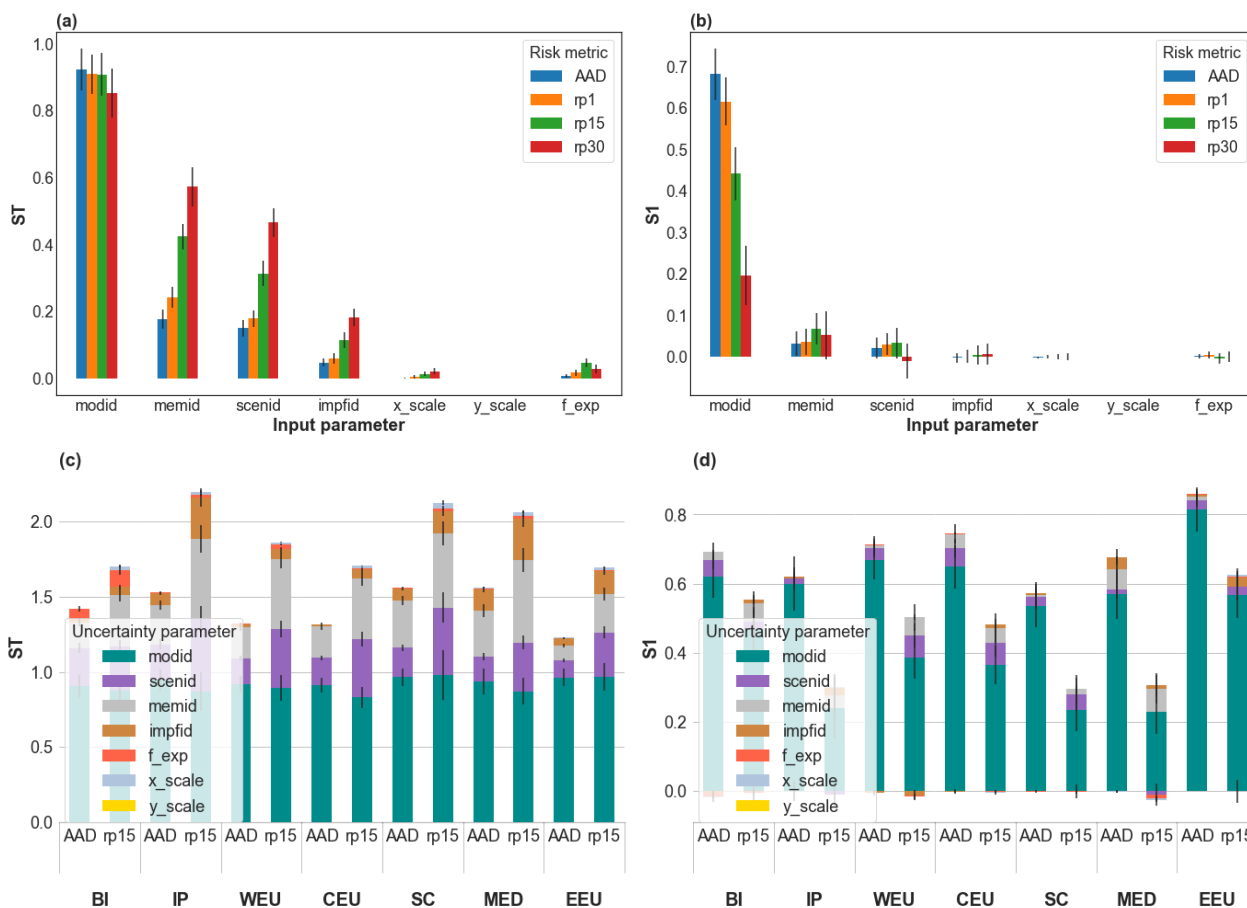 (a)
1.0
0.8
0.6
0.4
0.2
0.0
ST
Risk metric
AAD
rp1
rp15
rp30
modid memid scenid impfid x_scale y_scale f_exp
Input parameter
(b)
0.7
0.6
0.5
0.4
0.3
0.2
0.1
0.0
S1
Risk metric
AAD
rp1
rp15
rp30
modid memid scenid impfid x_scale y_scale f_exp
Input parameter
(c)
2.0
1.5
1.0
0.5
0.0
ST
Uncertainty parameter
modid
scenid
memid
impfid
f_exp
x_scale
y_scale
AAD rp15 AAD rp15 AAD rp15 AAD rp15 AAD rp15 AAD rp15 AAD rp15
BI IP WEU CEU SC MED EEU
(d)
0.8
0.6
0.4
0.2
0.0
S1
Uncertainty parameter
modid
scenid
memid
impfid
f_exp
x_scale
y_scale
AAD rp15 AAD rp15 AAD rp15 AAD rp15 AAD rp15 AAD rp15 AAD rp15
BI IP WEU CEU SC MED EEU